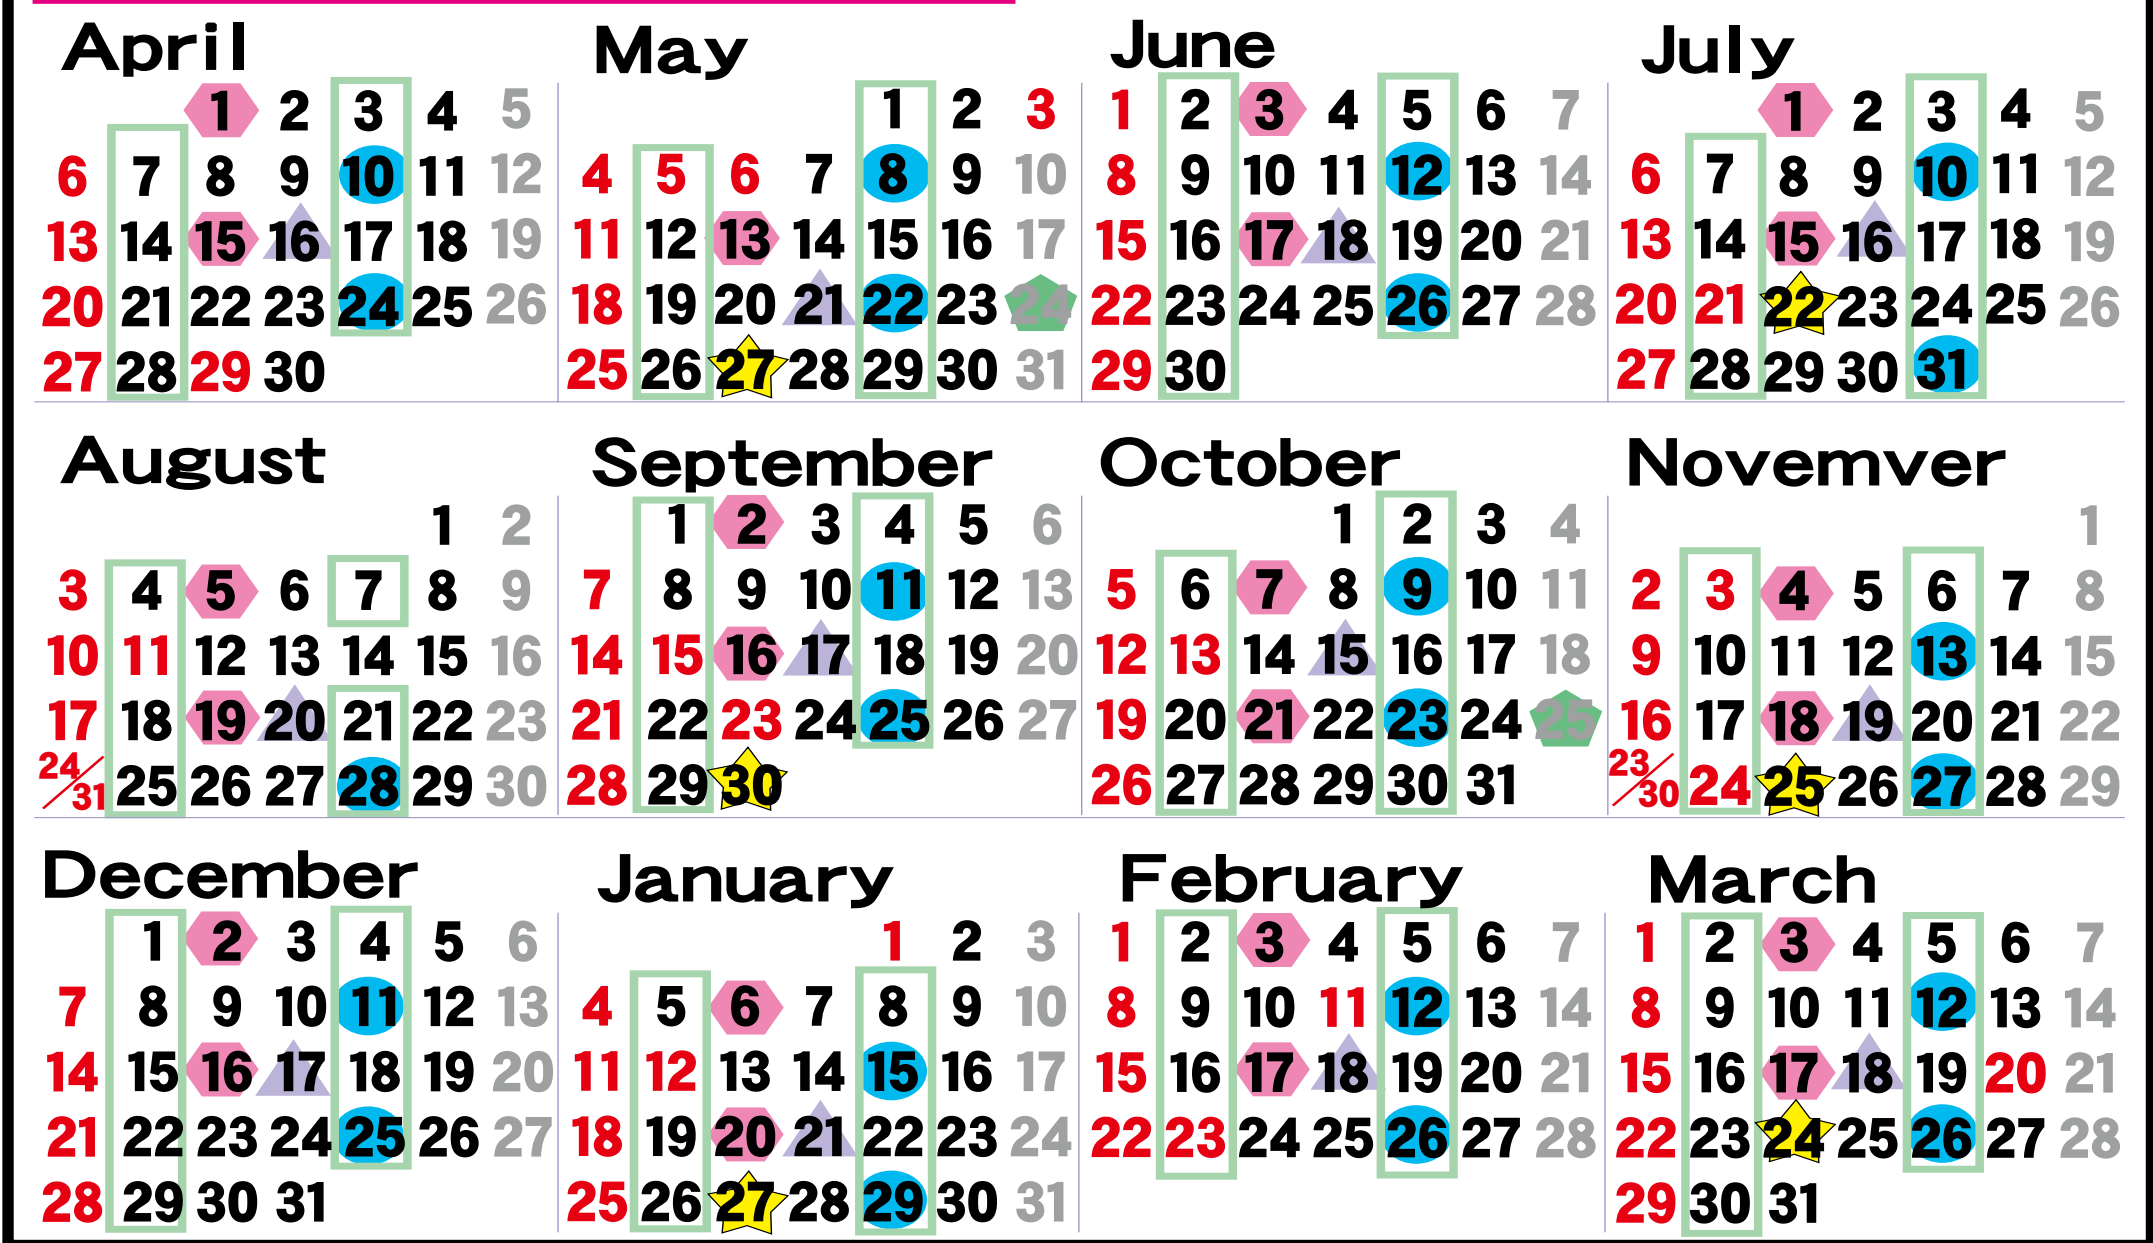 April May June July
1 2 3 4 5 1 2 3 1 2 3 4 5 6 7 1 2 3 4 5
6 7 8 9 10 11 12 4 5 6 7 8 9 10 8 9 10 11 12 13 14 6 7 8 9 10 11 12
13 14 15 16 17 18 19 11 12 13 14 15 16 17 15 16 17 18 19 20 21 13 14 15 16 17 18 19
20 21 22 23 24 25 26 18 19 20 21 22 23 24 22 23 24 25 26 27 28 20 21 22 23 24 25 26
27 28 29 30 25 26 27 28 29 30 31 29 30 27 28 29 30 31
August September October Novemver
1 2 1 2 3 4 5 6 1 2 3 4 1
3 4 5 6 7 8 9 7 8 9 10 11 12 13 5 6 7 8 9 10 11 2 3 4 5 6 7 8
10 11 12 13 14 15 16 14 15 16 17 18 19 20 12 13 14 15 16 17 18 9 10 11 12 13 14 15
17 18 19 20 21 22 23 21 22 23 24 25 26 27 19 20 21 22 23 24 25 16 17 18 19 20 21 22
24/31 25 26 27 28 29 30 28 29 30 26 27 28 29 30 31 23/30 24 25 26 27 28 29
December January February March
1 2 3 4 5 6 1 2 3 1 2 3 4 5 6 7 1 2 3 4 5 6 7
7 8 9 10 11 12 13 4 5 6 7 8 9 10 8 9 10 11 12 13 14 8 9 10 11 12 13 14
14 15 16 17 18 19 20 11 12 13 14 15 16 17 15 16 17 18 19 20 21 15 16 17 18 19 20 21
21 22 23 24 25 26 27 18 19 20 21 22 23 24 22 23 24 25 26 27 28 22 23 24 25 26 27 28
28 29 30 31 25 26 27 28 29 30 31 29 30 31